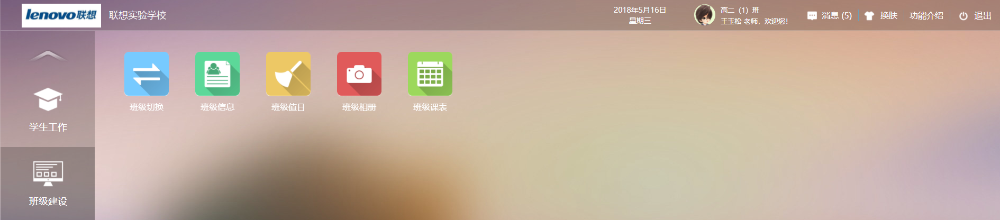 lenovo联想
联想实验学校
2018年5月16日
星期三
高二（1）班
王玉松 老师，欢迎您!
消息 (5)
换肤
功能介绍
退出
班级切换
班级信息
班级值日
班级相册
班级课表
学生工作
班级建设